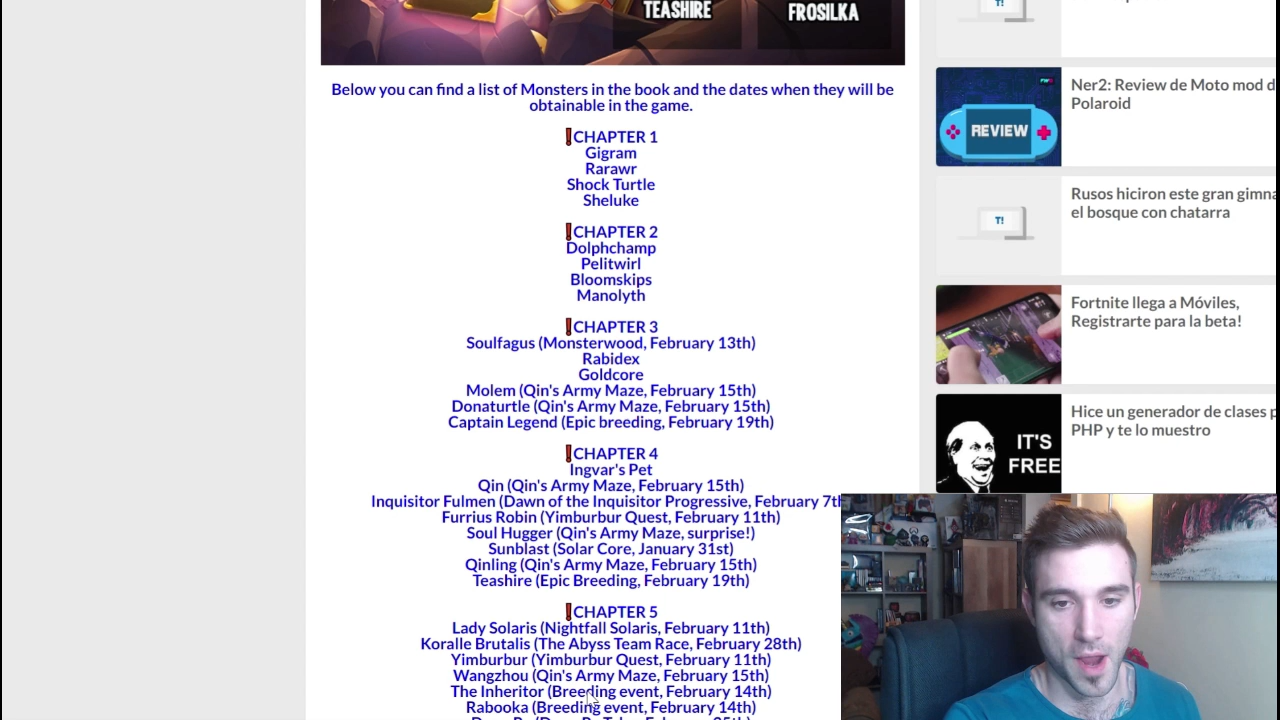 TEASHIRE
FROSILKA
Below you can find a list of Monsters in the book and the dates when they will be
obtainable in the game.
❗CHAPTER 1
Gigram
Rarawr
Shock Turtle
Sheluke
❗CHAPTER 2
Dolphchamp
Pelitwirl
Bloomskips
Manolyth
❗CHAPTER 3
Soulfagus (Monsterwood, February 13th)
Rabidex
Goldcore
Molem (Qin's Army Maze, February 15th)
Donaturtle (Qin's Army Maze, February 15th)
Captain Legend (Epic breeding, February 19th)
❗CHAPTER 4
Ingvar's Pet
Qin (Qin's Army Maze, February 15th)
Inquisitor Fulmen (Dawn of the Inquisitor Progressive, February 7th
Furrius Robin (Yimburbur Quest, February 11th)
Soul Hugger (Qin's Army Maze, surprise!)
Sunblast (Solar Core, January 31st)
Qinling (Qin's Army Maze, February 15th)
Teashire (Epic Breeding, February 19th)
❗CHAPTER 5
Lady Solaris (Nightfall Solaris, February 11th)
Koralle Brutalis (The Abyss Team Race, February 28th)
Yimburbur (Yimburbur Quest, February 11th)
Wangzhou (Qin's Army Maze, February 15th)
The Inheritor (Breeding event, February 14th)
Rabooka (Breeding event, February 14th)
T!
REVIEW
Ner2: Review de Moto mod d
Polaroid
T!
Rusos hiciron este gran gimna
el bosque con chatarra
Fortnite llega a Móviles,
Registrarte para la beta!
IT'S
FREE
Hice un generador de clases p
PHP y te lo muestro